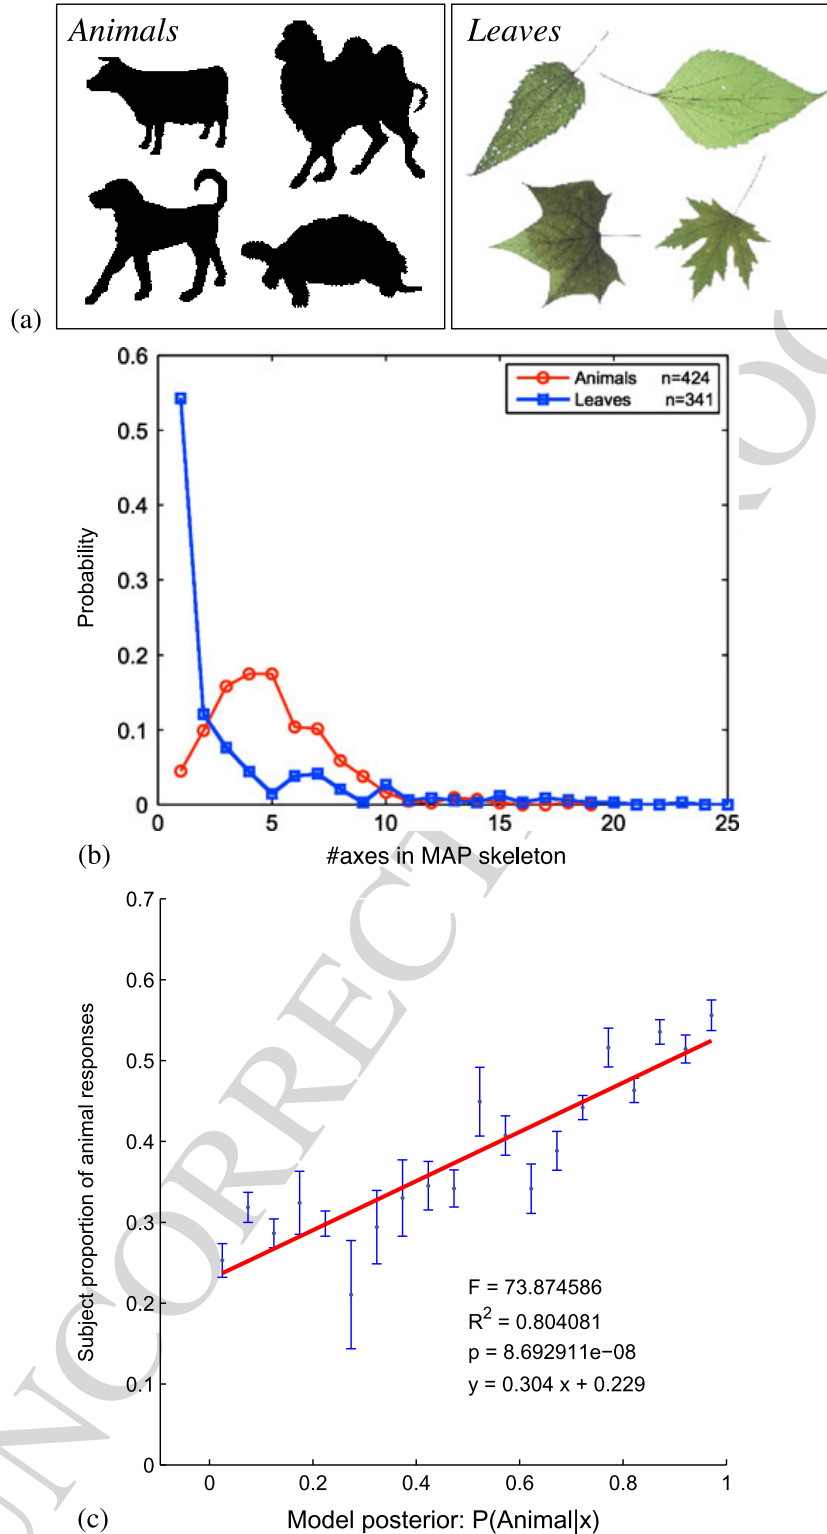 Animals
Leaves
(a)
0.6
0.5
0.4
0.3
0.2
0.1
0
Probability
Animals n=424
Leaves n=341
0 5 10 15 20 25
#axes in MAP skeleton
(b)
0.7
0.6
0.5
0.4
0.3
0.2
0.1
0
Subject proportion of animal responses
F = 73.874586
R² = 0.804081
p = 8.692911e−08
y = 0.304 x + 0.229
0 0.2 0.4 0.6 0.8 1
Model posterior: P(Animal|x)
(c)
UNCORRECT
ROO